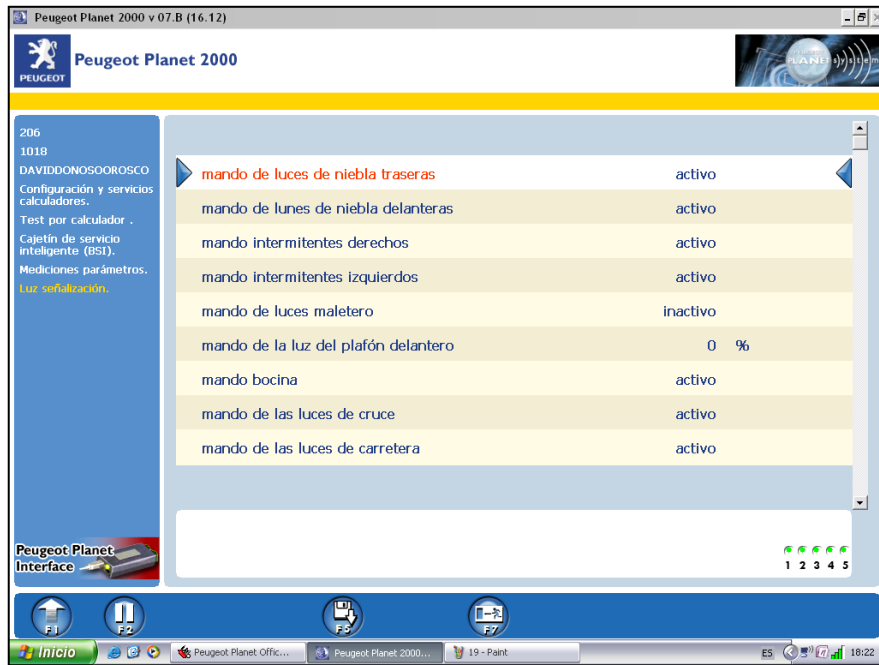 Peugeot Planet 2000 v 07.B (16.12)
PEUGEOT
Peugeot Planet 2000
PLANET system
206
1018
DAVIDDONOSOOROSCO
Configuración y servicios
calculadores.
Test por calculador .
Cajetín de servicio
inteligente (BSI).
Mediciones parámetros.
Luz señalización.
mando de luces de niebla traseras activo
mando de lunes de niebla delanteras activo
mando intermitentes derechos activo
mando intermitentes izquierdos activo
mando de luces maletero inactivo
mando de la luz del plafón delantero 0 %
mando bocina activo
mando de las luces de cruce activo
mando de las luces de carretera activo
Peugeot Planet
Interface
1 2 3 4 5
F1 F2 F5 F7
Inicio Peugeot Planet Offic... Peugeot Planet 2000... 19 - Paint ES 18:22